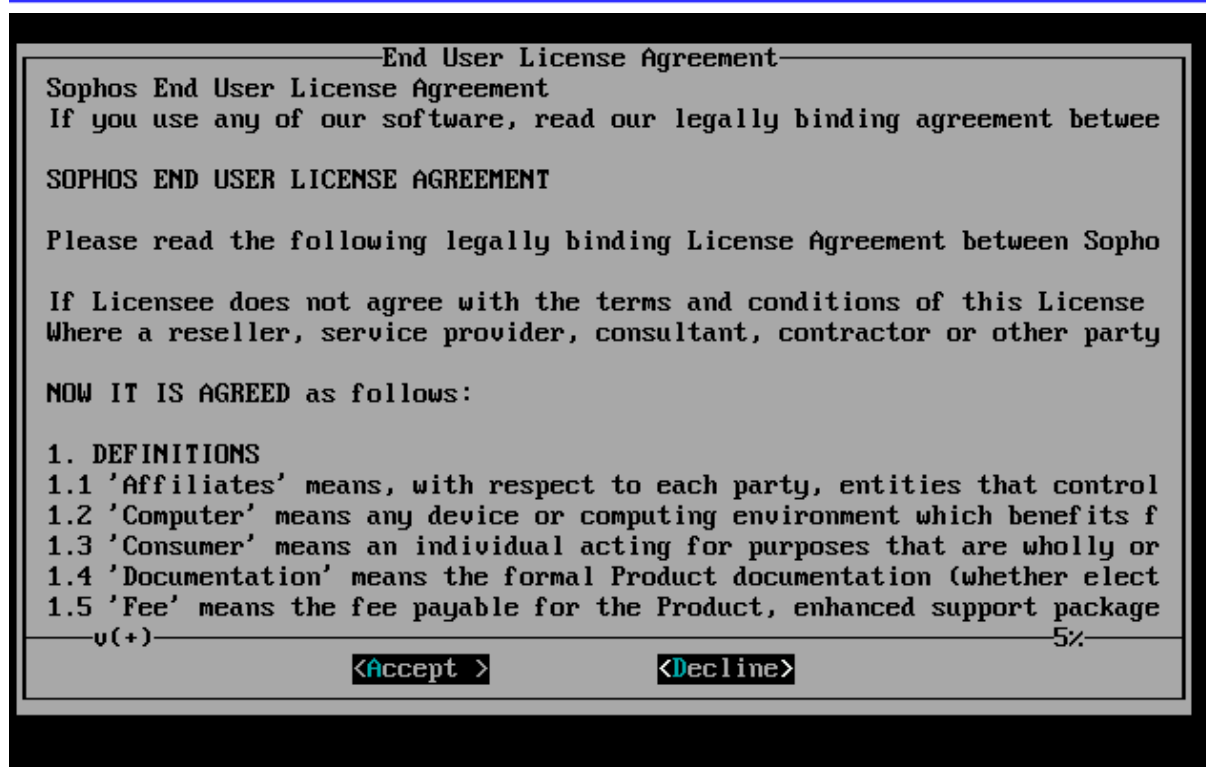 End User License Agreement
Sophos End User License Agreement
If you use any of our software, read our legally binding agreement betwee
SOPHOS END USER LICENSE AGREEMENT
Please read the following legally binding License Agreement between Sopho
If Licensee does not agree with the terms and conditions of this License
Where a reseller, service provider, consultant, contractor or other party
NOW IT IS AGREED as follows:
1. DEFINITIONS
1.1 'Affiliates' means, with respect to each party, entities that control
1.2 'Computer' means any device or computing environment which benefits f
1.3 'Consumer' means an individual acting for purposes that are wholly or
1.4 'Documentation' means the formal Product documentation (whether elect
1.5 'Fee' means the fee payable for the Product, enhanced support package
v(+) 5%
<Accept > <Decline>